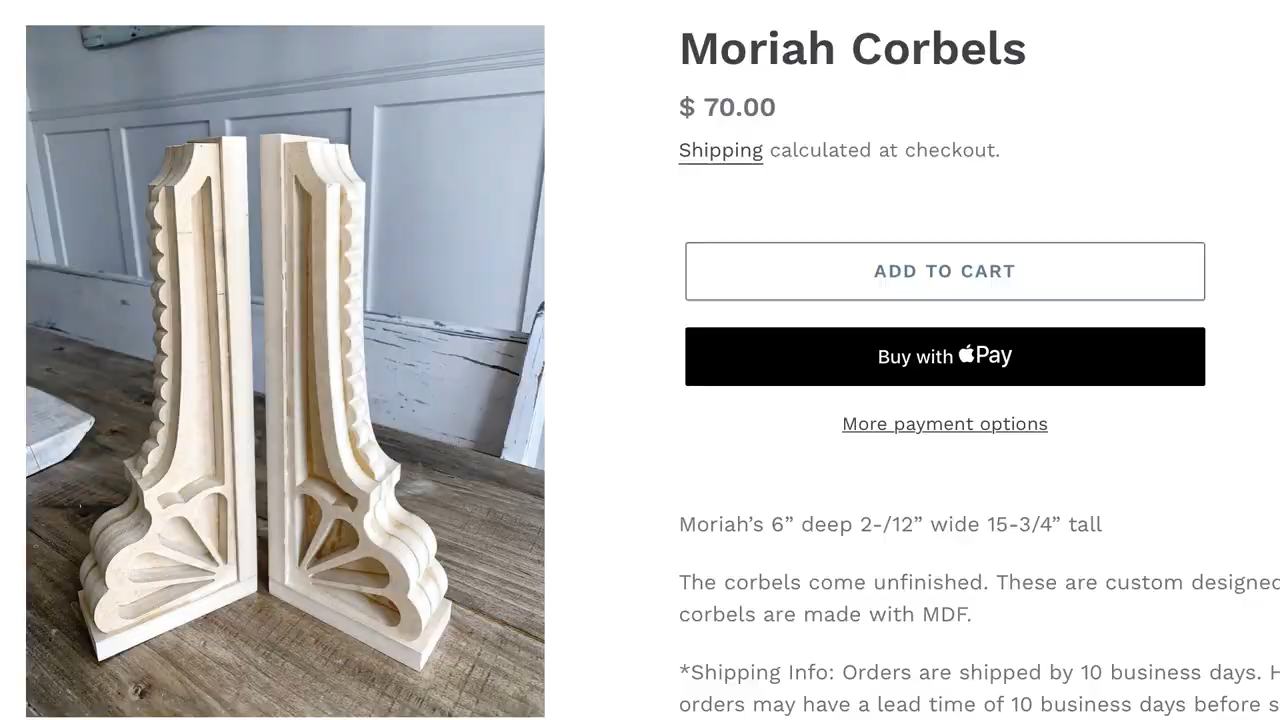 Moriah Corbels
$ 70.00
Shipping calculated at checkout.
ADD TO CART
Buy with Pay
More payment options
Moriah’s 6” deep 2-/12” wide 15-3/4” tall
The corbels come unfinished. These are custom designed
corbels are made with MDF.
*Shipping Info: Orders are shipped by 10 business days. H
orders may have a lead time of 10 business days before s